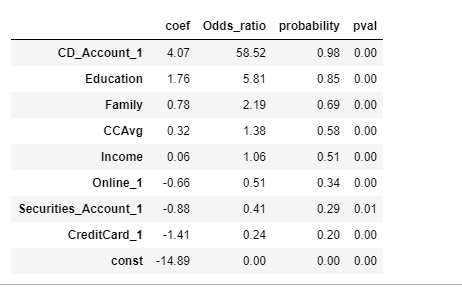 coef Odds_ratio probability pval
CD_Account_1 4.07 58.52 0.98 0.00
Education 1.76 5.81 0.85 0.00
Family 0.78 2.19 0.69 0.00
CCAvg 0.32 1.38 0.58 0.00
Income 0.06 1.06 0.51 0.00
Online_1 -0.66 0.51 0.34 0.00
Securities_Account_1 -0.88 0.41 0.29 0.01
CreditCard_1 -1.41 0.24 0.20 0.00
const -14.89 0.00 0.00 0.00